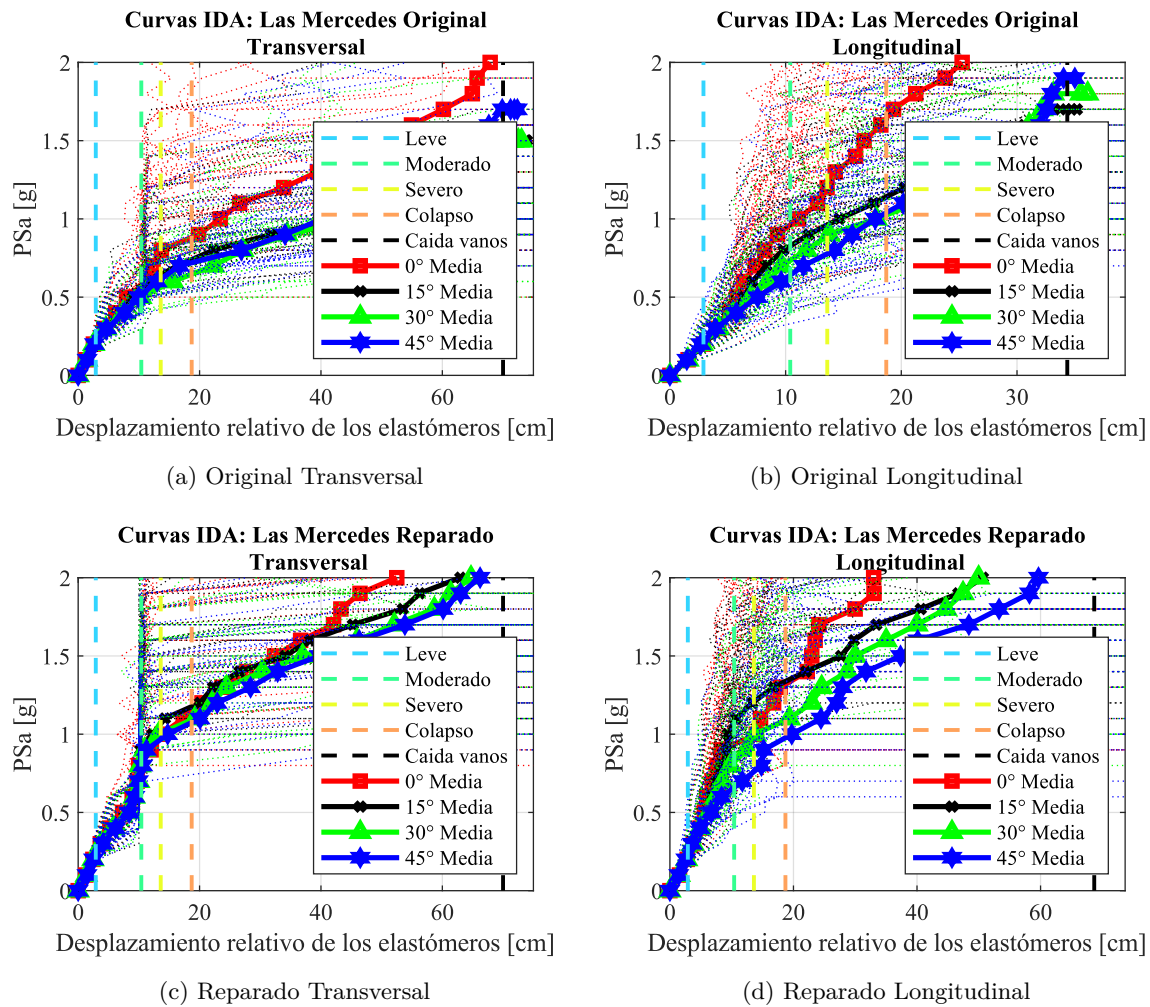 Curvas IDA: Las Mercedes Original
Transversal
PSa [g]
2
1.5
1
0.5
0
0
20
40
60
Leve
Moderado
Severo
Colapso
Caida vanos
0° Media
15° Media
30° Media
45° Media
Desplazamiento relativo de los elastómeros [cm]
(a) Original Transversal
Curvas IDA: Las Mercedes Original
Longitudinal
PSa [g]
2
1.5
1
0.5
0
0
10
20
30
Leve
Moderado
Severo
Colapso
Caida vanos
0° Media
15° Media
30° Media
45° Media
Desplazamiento relativo de los elastómeros [cm]
(b) Original Longitudinal
Curvas IDA: Las Mercedes Reparado
Transversal
PSa [g]
2
1.5
1
0.5
0
0
20
40
60
Leve
Moderado
Severo
Colapso
Caida vanos
0° Media
15° Media
30° Media
45° Media
Desplazamiento relativo de los elastómeros [cm]
(c) Reparado Transversal
Curvas IDA: Las Mercedes Reparado
Longitudinal
PSa [g]
2
1.5
1
0.5
0
0
20
40
60
Leve
Moderado
Severo
Colapso
Caida vanos
0° Media
15° Media
30° Media
45° Media
Desplazamiento relativo de los elastómeros [cm]
(d) Reparado Longitudinal